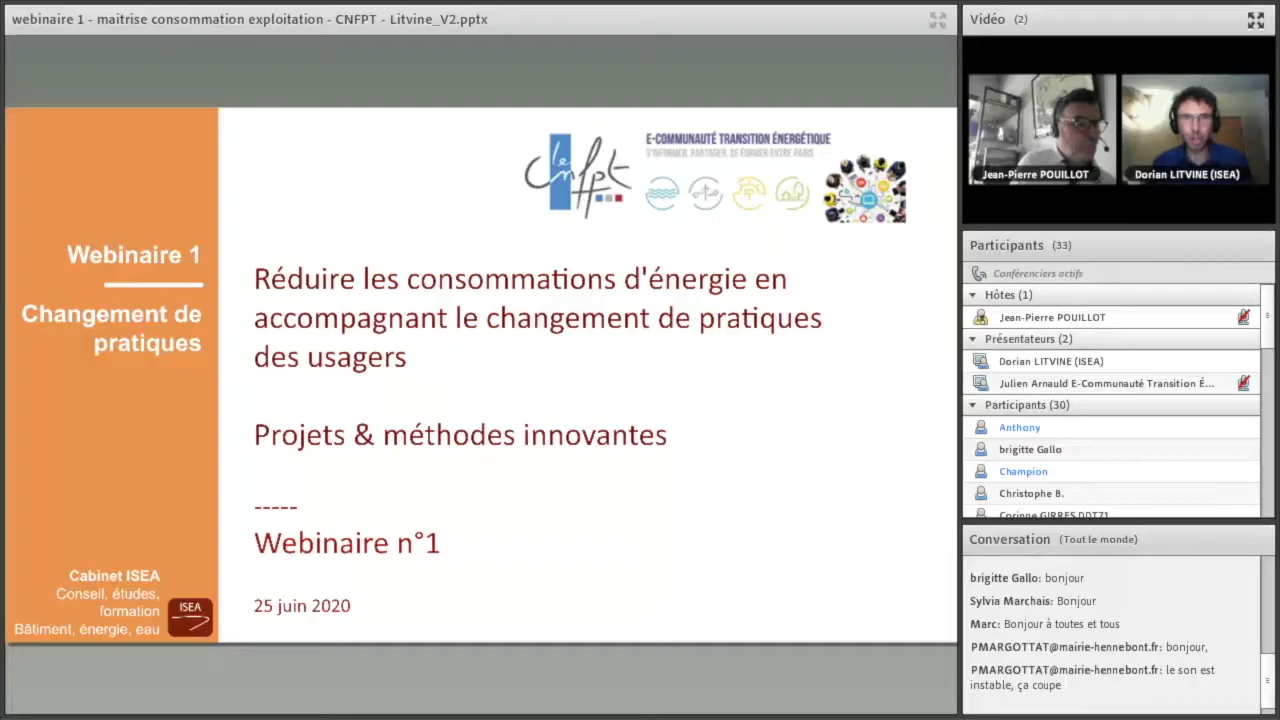 webinaire 1 - maitrise consommation exploitation - CNFPT - Litvine_V2.pptx
le cnfpt
E-COMMUNAUTÉ TRANSITION ÉNERGÉTIQUE
S'INFORMER, PARTAGER, SE FORMER ENTRE PAIRS
Webinaire 1
Changement de
pratiques
Réduire les consommations d'énergie en
accompagnant le changement de pratiques
des usagers
Projets & méthodes innovantes
-----
Webinaire n°1
25 juin 2020
Cabinet ISEA
Conseil, études,
formation
Bâtiment, énergie, eau
ISEA
Vidéo (2)
Jean-Pierre POUILLOT
Dorian LITVINE (ISEA)
Participants (33)
Conférenciers actifs
Hôtes (1)
Jean-Pierre POUILLOT
Présentateurs (2)
Dorian LITVINE (ISEA)
Julien Arnauld E-Communauté Transition É...
Participants (30)
Anthony
brigitte Gallo
Champion
Christophe B.
Corinne GIRRES DDT71
Conversation (Tout le monde)
brigitte Gallo: bonjour
Sylvia Marchais: Bonjour
Marc: Bonjour à toutes et tous
PMARGOTTAT@mairie-hennebont.fr: bonjour,
PMARGOTTAT@mairie-hennebont.fr: le son est
instable, ça coupe